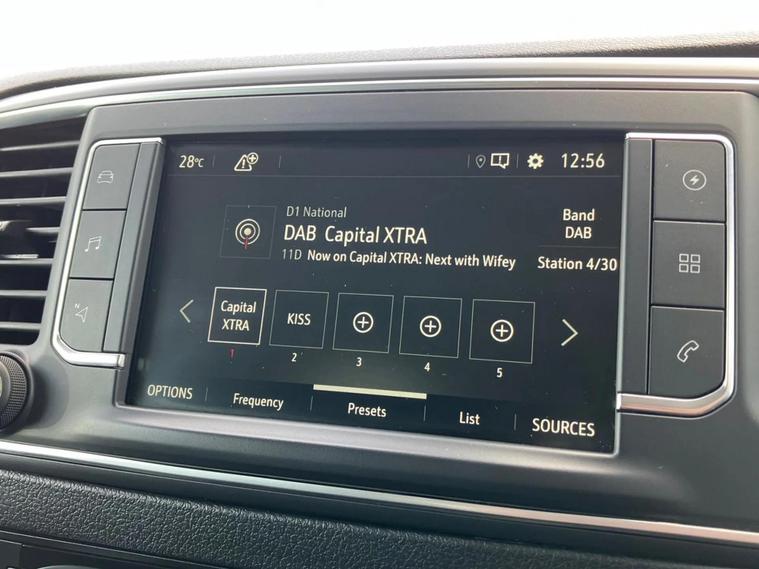 28°C
12:56
D1 National
DAB Capital XTRA
11D Now on Capital XTRA: Next with Wifey
Band
DAB
Station 4/30
Capital
XTRA
KISS
1
2
3
4
5
OPTIONS
Frequency
Presets
List
SOURCES
N